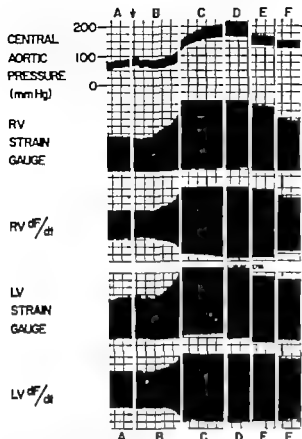 A B C D E F
200
CENTRAL
AORTIC 100
PRESSURE
(mm Hg) 0
RV
STRAIN
GAUGE
RV dF/dt
LV
STRAIN
GAUGE
LV dF/dt
A B C D E F